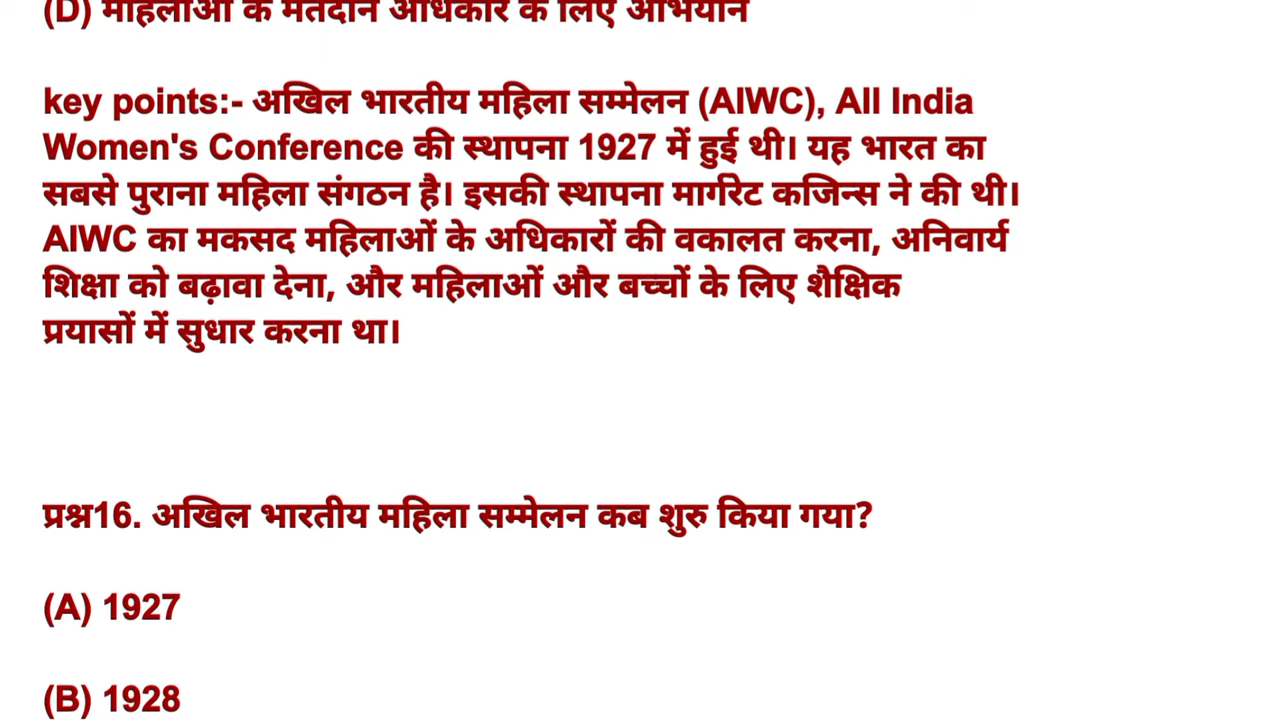 (D) महिलाओं के मतदान अधिकार के लिए अभियान
key points:- अखिल भारतीय महिला सम्मेलन (AIWC), All India
Women's Conference की स्थापना 1927 में हुई थी। यह भारत का
सबसे पुराना महिला संगठन है। इसकी स्थापना मार्गरेट कजिन्स ने की थी।
AIWC का मकसद महिलाओं के अधिकारों की वकालत करना, अनिवार्य
शिक्षा को बढ़ावा देना, और महिलाओं और बच्चों के लिए शैक्षिक
प्रयासों में सुधार करना था।
प्रश्न16. अखिल भारतीय महिला सम्मेलन कब शुरु किया गया?
(A) 1927
(B) 1928